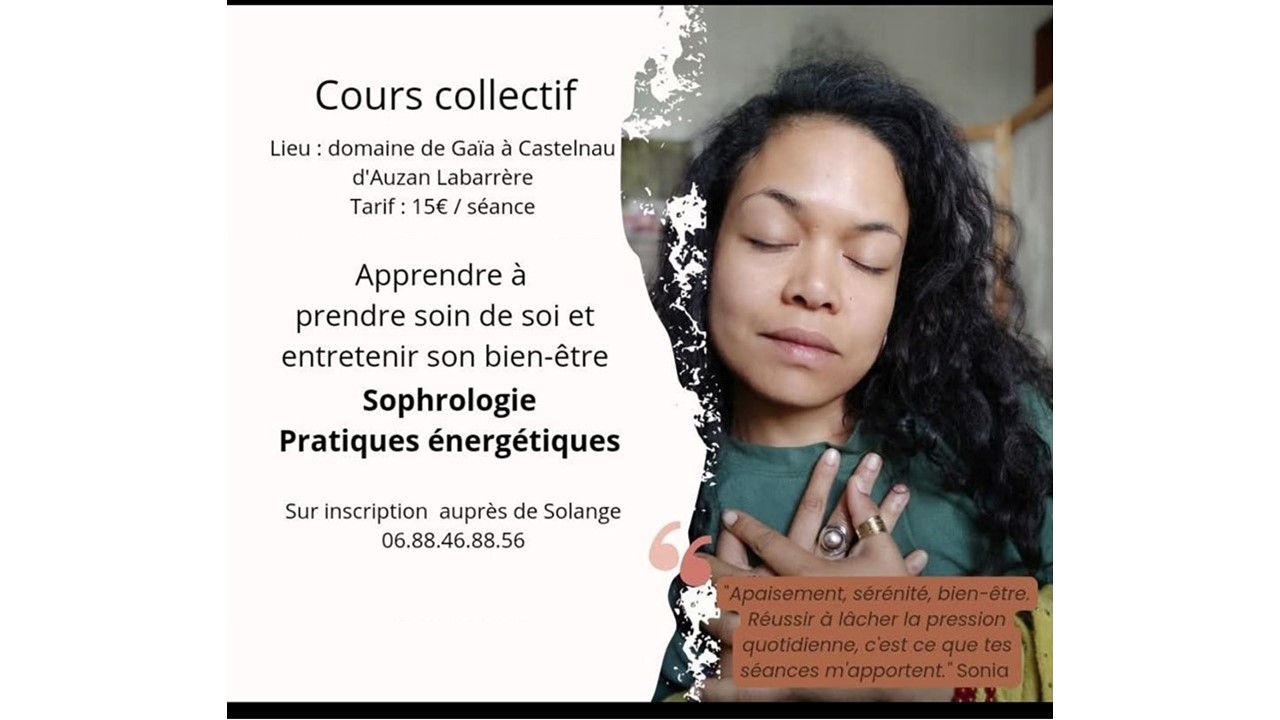 Cours collectif
Lieu : domaine de Gaïa à Castelnau
d'Auzan Labarrère
Tarif : 15€ / séance
Apprendre à
prendre soin de soi et
entretenir son bien-être
Sophrologie
Pratiques énergétiques
Sur inscription  auprès de Solange
06.88.46.88.56
"Apaisement, sérénité, bien-être.
Réussir à lâcher la pression
quotidienne, c'est ce que tes
séances m'apportent." Sonia